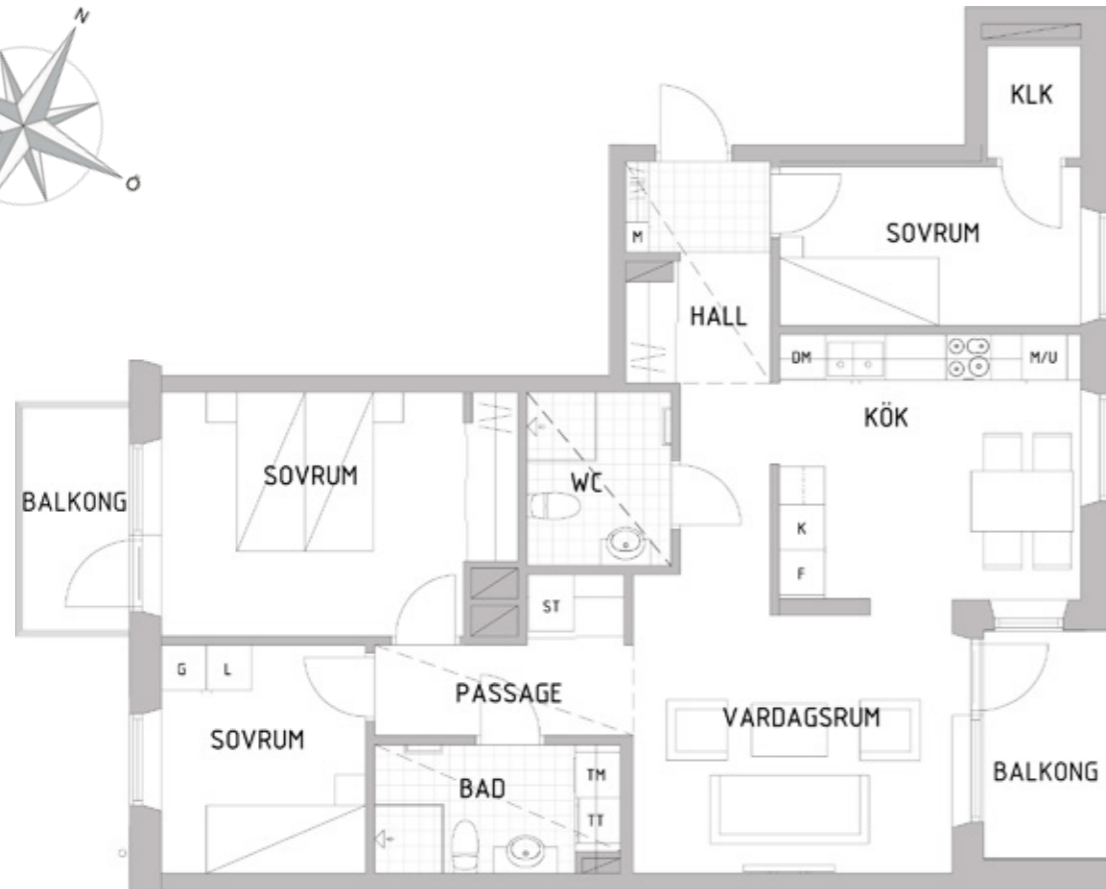 N
Ö
KLK
SOVRUM
M
HALL
DM
M/U
KÖK
SOVRUM
BALKONG
WC
K
F
ST
G
L
PASSAGE
SOVRUM
VARDAGSRUM
BAD
TM
TT
BALKONG